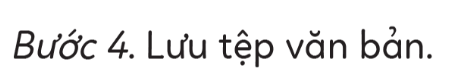 Bước 4. Lưu tệp văn bản.